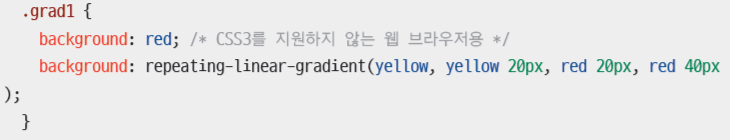 .grad1 {
background: red; /* CSS3를 지원하지 않는 웹 브라우저용 */
background: repeating-linear-gradient(yellow, yellow 20px, red 20px, red 40px
);
}